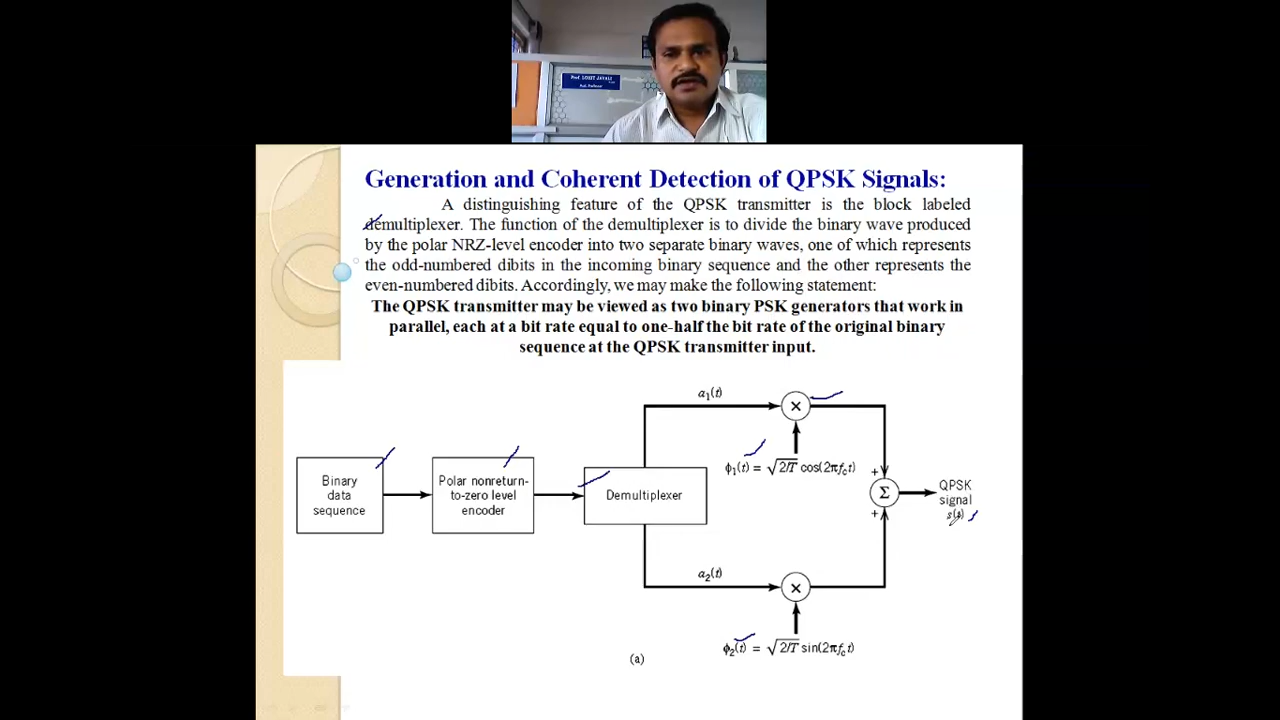 Prof. LOHIT JAVALI
Generation and Coherent Detection of QPSK Signals:
A distinguishing feature of the QPSK transmitter is the block labeled
demultiplexer. The function of the demultiplexer is to divide the binary wave produced
by the polar NRZ-level encoder into two separate binary waves, one of which represents
the odd-numbered dibits in the incoming binary sequence and the other represents the
even-numbered dibits. Accordingly, we may make the following statement:
The QPSK transmitter may be viewed as two binary PSK generators that work in
parallel, each at a bit rate equal to one-half the bit rate of the original binary
sequence at the QPSK transmitter input.
a₁(t)
×
ϕ₁(t) = √2/T cos(2πf_ct)
Binary
data
sequence
Polar nonreturn-
to-zero level
encoder
Demultiplexer
+
Σ
+
QPSK
signal
s(t)
a₂(t)
×
ϕ₂(t) = √2/T sin(2πf_ct)
(a)